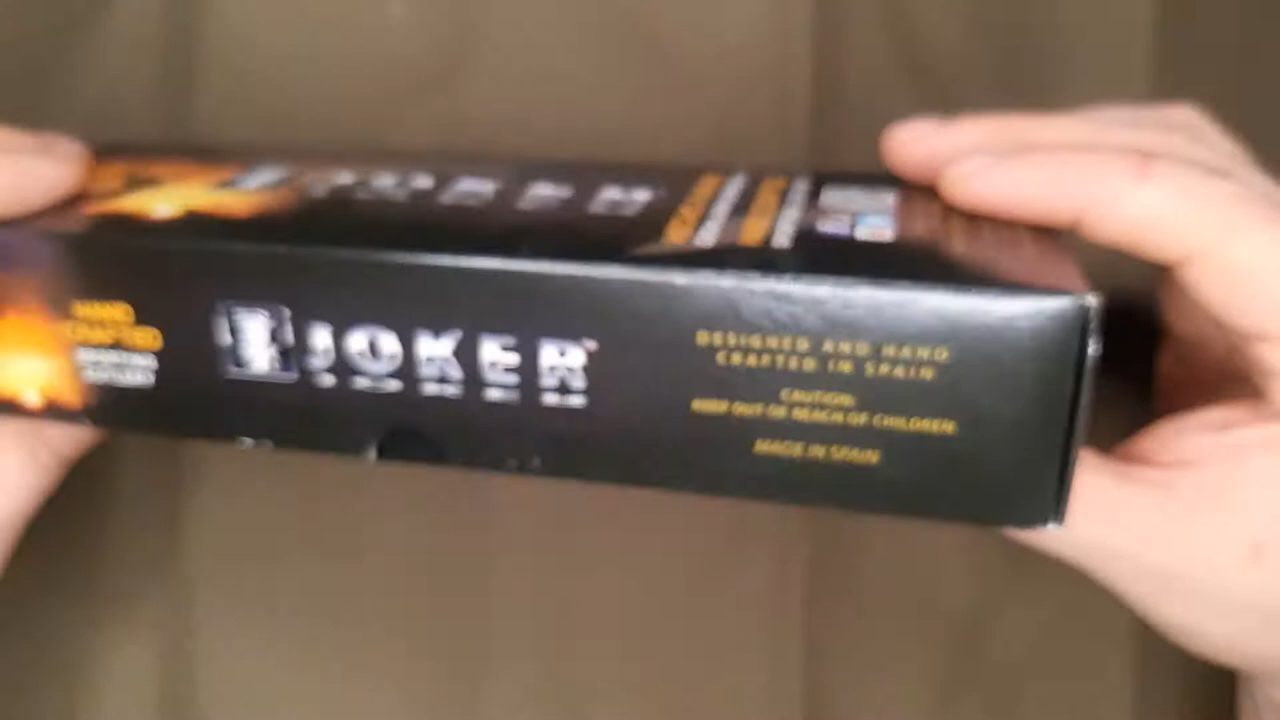 JOKER
HAND
CRAFTED
JOKER
DESIGNED AND HAND
CRAFTED IN SPAIN
CAUTION:
KEEP OUT OF REACH OF CHILDREN
MADE IN SPAIN